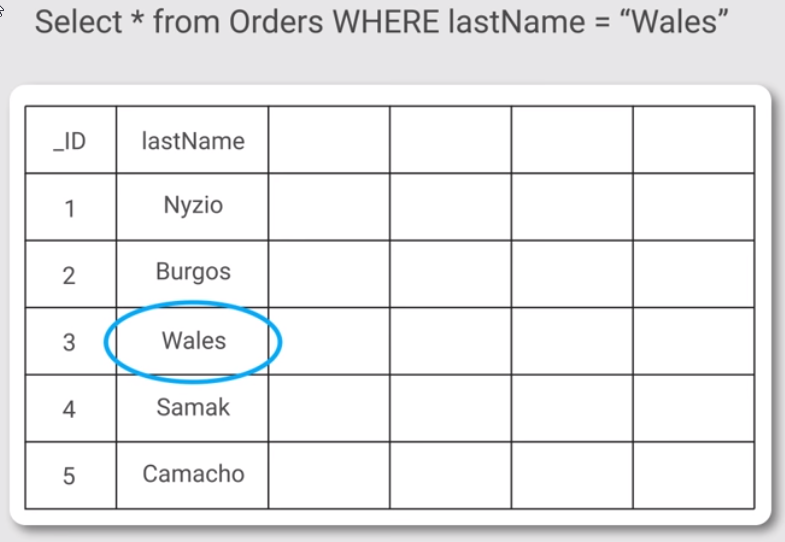 Select * from Orders WHERE lastName = “Wales”
_ID lastName
1 Nyzio
2 Burgos
3 Wales
4 Samak
5 Camacho